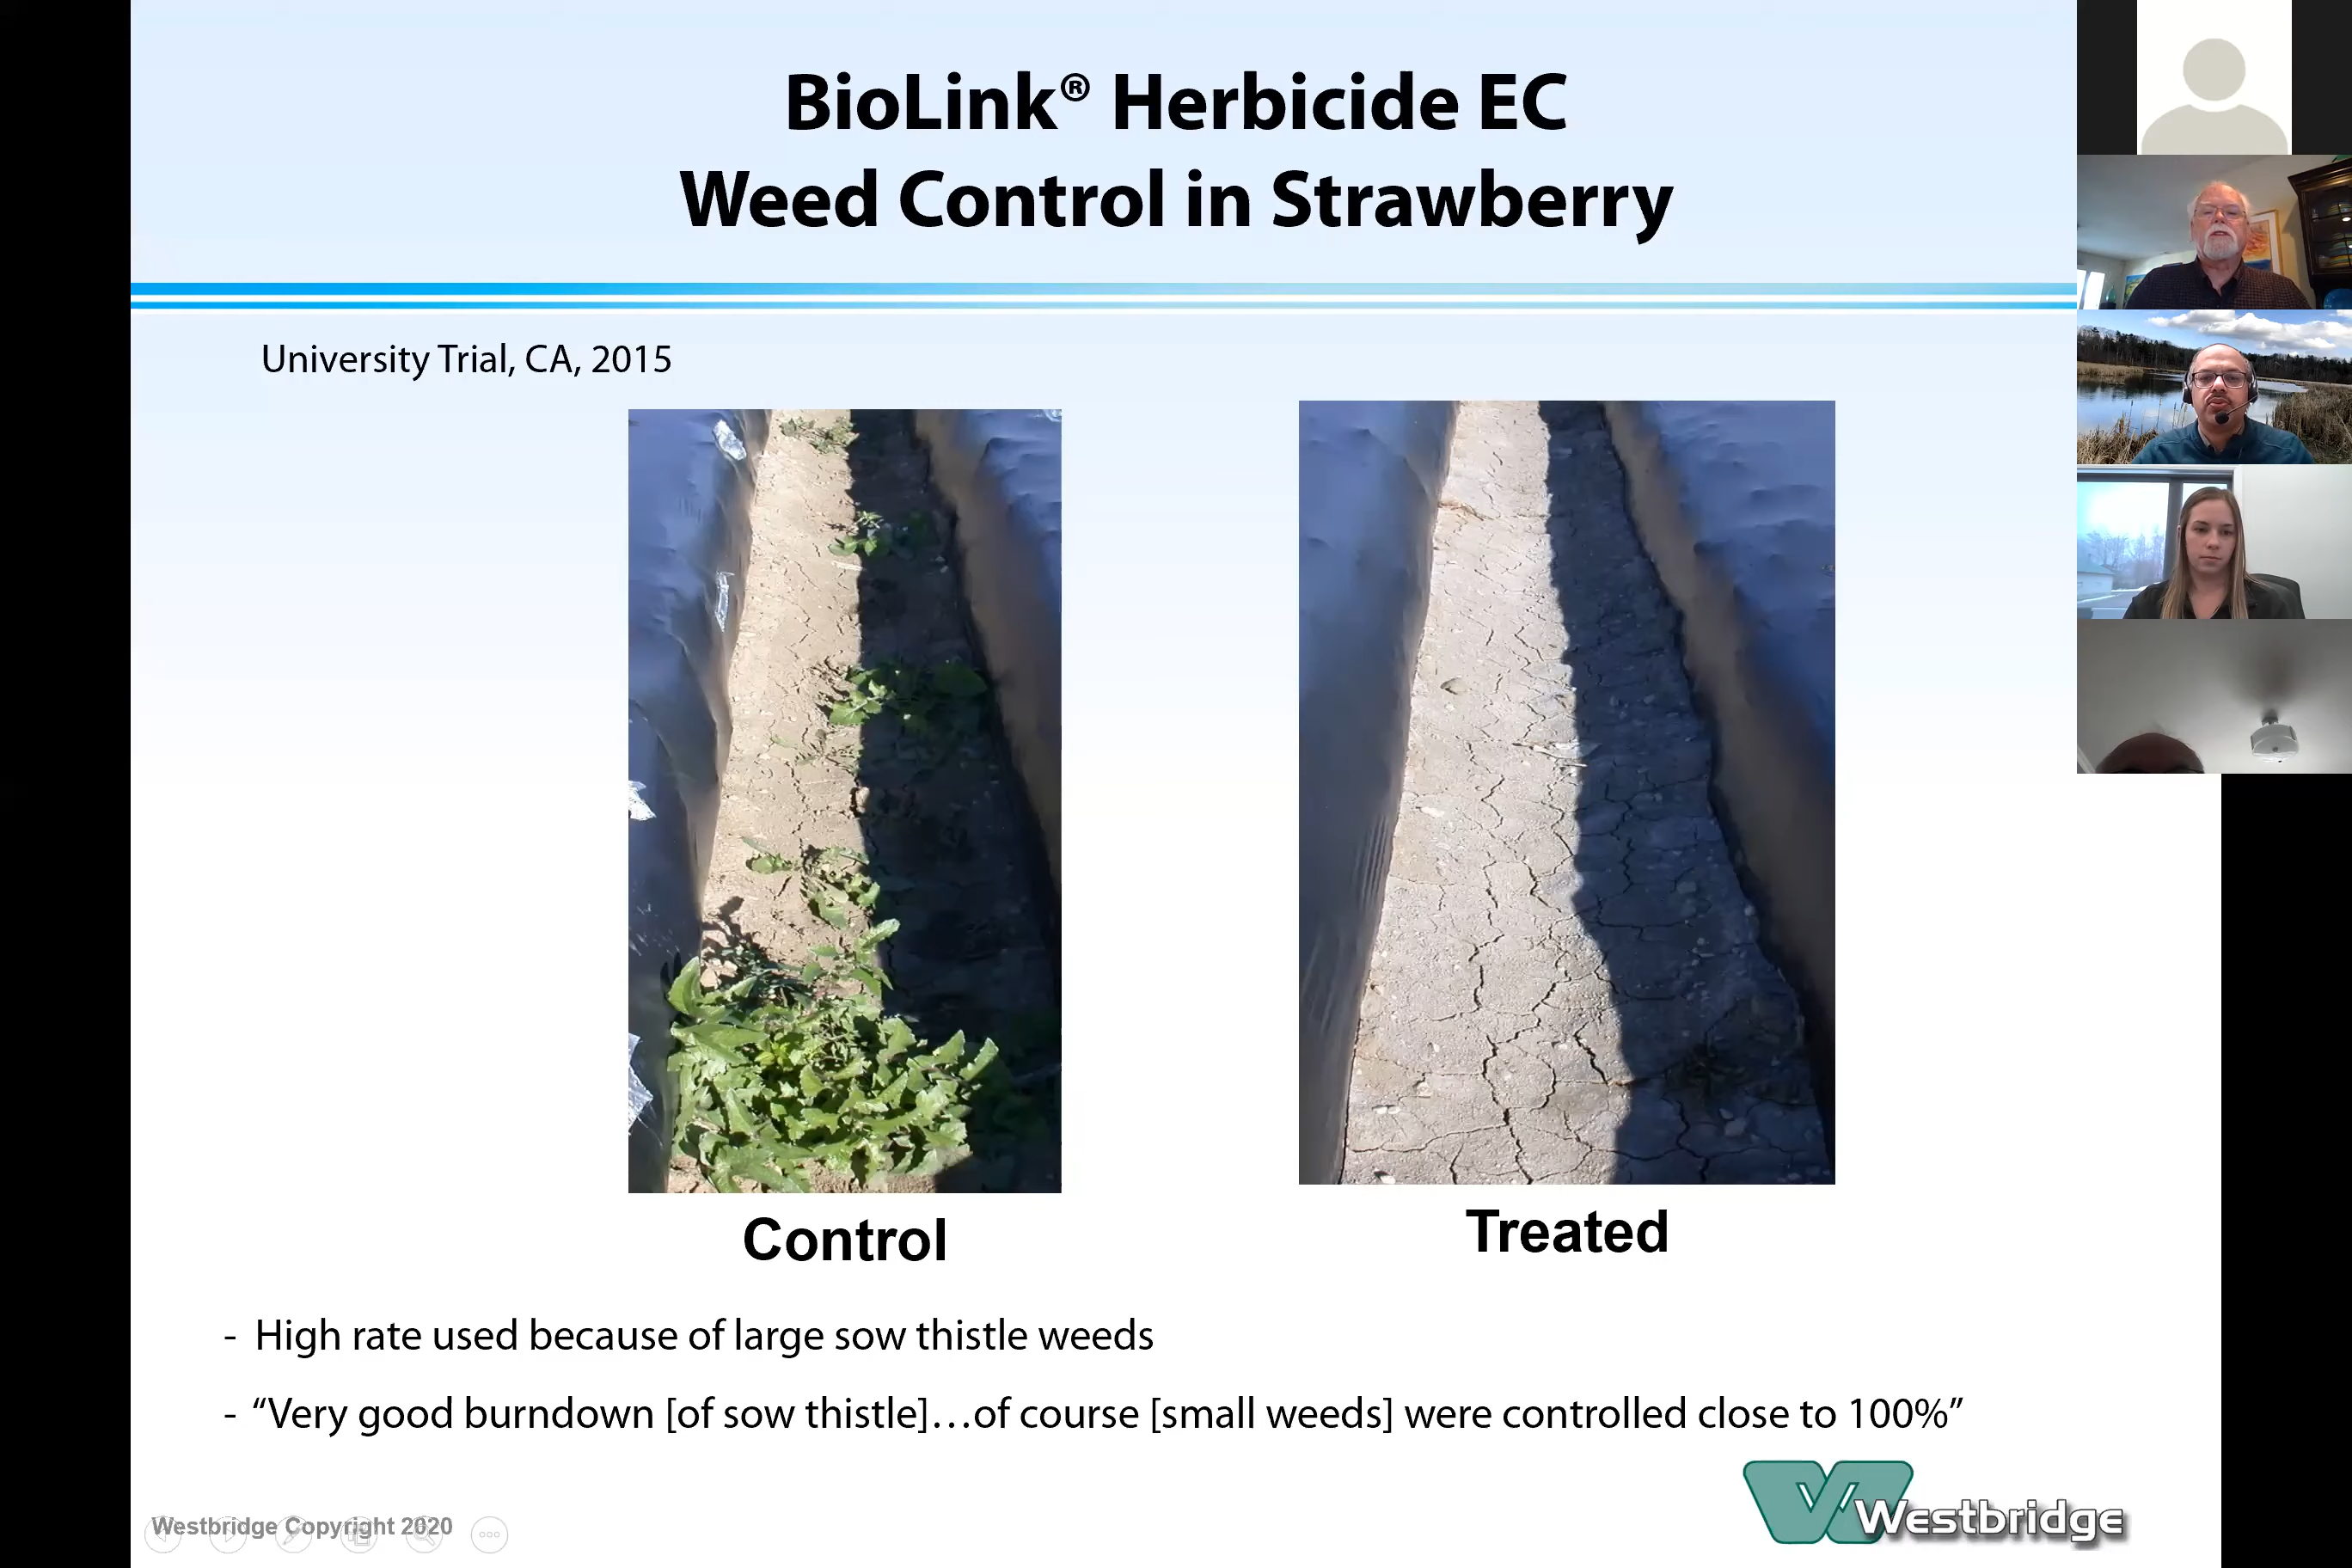 BioLink® Herbicide EC
Weed Control in Strawberry
University Trial, CA, 2015
Control
Treated
- High rate used because of large sow thistle weeds
- “Very good burndown [of sow thistle]…of course [small weeds] were controlled close to 100%”
Westbridge Copyright 2020
Westbridge